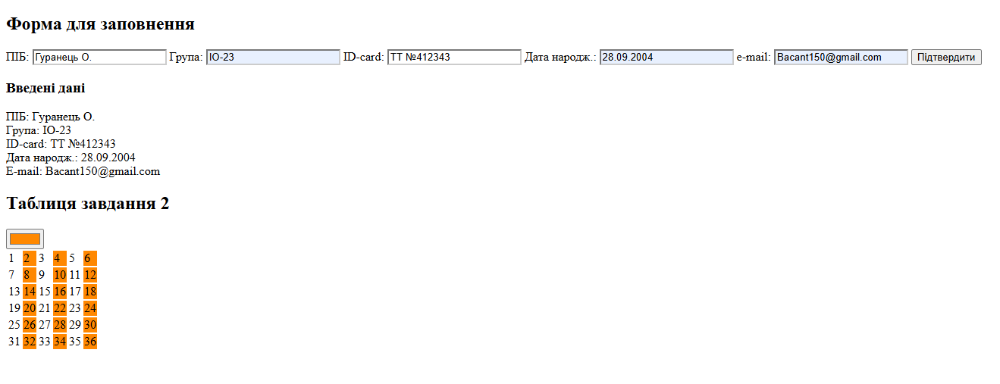 Форма для заповнення
ПІБ: Гуранець О. Група: ІО-23 ID-card: ТТ №412343 Дата народж.: 28.09.2004 e-mail: Bacant150@gmail.com Підтвердити
Введені дані
ПІБ: Гуранець О.
Група: ІО-23
ID-card: ТТ №412343
Дата народж.: 28.09.2004
E-mail: Bacant150@gmail.com
Таблиця завдання 2
1 2 3 4 5 6
7 8 9 10 11 12
13 14 15 16 17 18
19 20 21 22 23 24
25 26 27 28 29 30
31 32 33 34 35 36